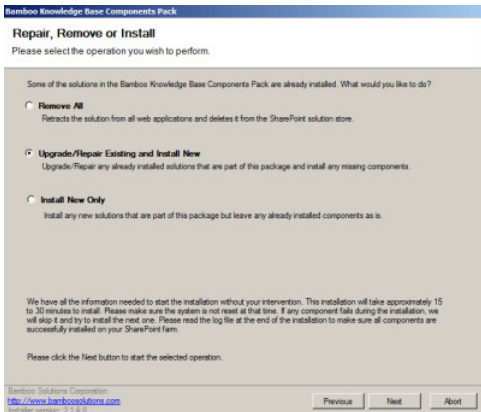 Bamboo Knowledge Base Components Pack
Repair, Remove or Install
Please select the operation you wish to perform.
Some of the solutions in the Bamboo Knowledge Base Components Pack are already installed. What would you like to do?
Remove All
Retracts the solution from all web applications and deletes it from the SharePoint solution store.
Upgrade/Repair Existing and Install New
Upgrade/Repair any already installed solutions that are part of this package and install any missing components.
Install New Only
Install any new solutions that are part of this package but leave any already installed components as is.
We have all the information needed to start the installation without your intervention. This installation will take approximately 15
to 30 minutes to install. Please make sure the system is not reset at that time. If any component fails during the installation, we
will skip it and try to install the next one. Please read the log file at the end of the installation to make sure all components are
successfully installed on your SharePoint farm.
Please click the Next button to start the selected operation.
Bamboo Solutions Corporation
http://www.bamboosolutions.com
Installer version: 2.1.6.0
Previous Next Abort